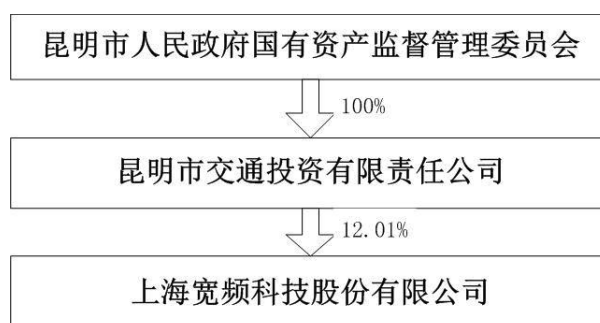 昆明市人民政府国有资产监督管理委员会
100%
昆明市交通投资有限责任公司
12.01%
上海宽频科技股份有限公司